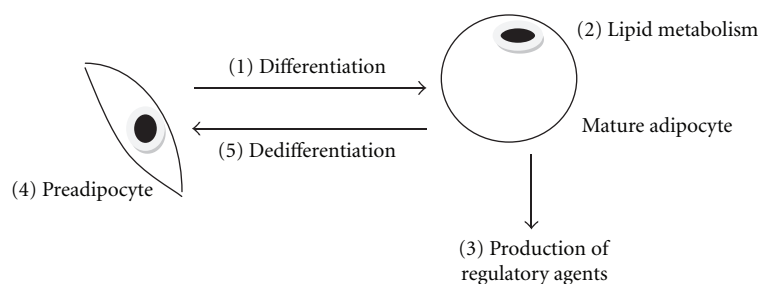 (2) Lipid metabolism
(1) Differentiation
Mature adipocyte
(5) Dedifferentiation
(4) Preadipocyte
(3) Production of
regulatory agents